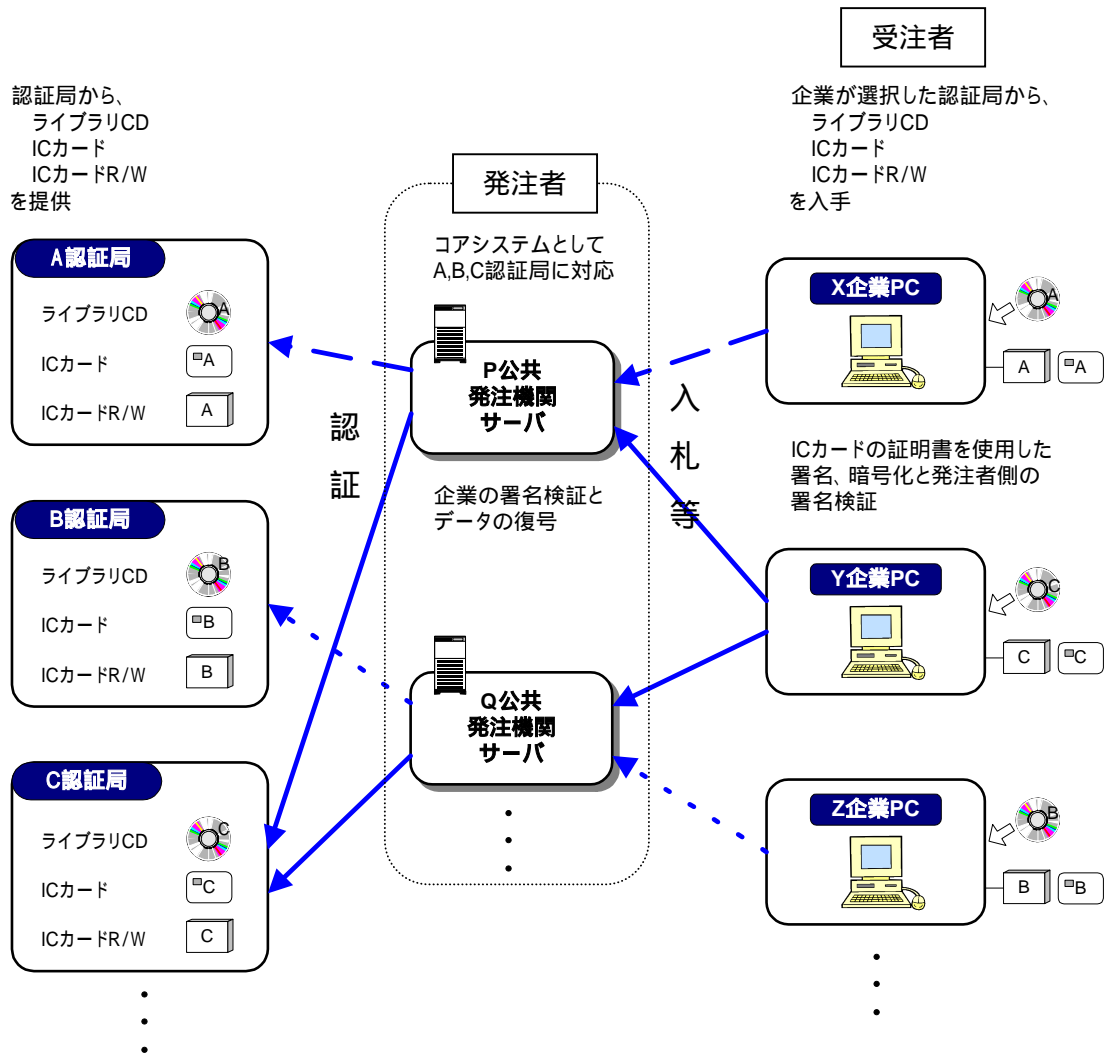 受注者
認証局から、
ライブラリCD
ICカード
ICカードR/W
を提供
企業が選択した認証局から、
ライブラリCD
ICカード
ICカードR/W
を入手
発注者
コアシステムとして
A,B,C認証局に対応
A認証局
ライブラリCD
A
ICカード
A
ICカードR/W
A
P公共
発注機関
サーバ
X企業PC
A
A
A
認証
入札等
企業の署名検証と
データの復号
ICカードの証明書を使用した
署名、暗号化と発注者側の
署名検証
B認証局
ライブラリCD
B
ICカード
B
ICカードR/W
B
Y企業PC
C
C
C
Q公共
発注機関
サーバ
C認証局
ライブラリCD
C
ICカード
C
ICカードR/W
C
Z企業PC
B
B
B